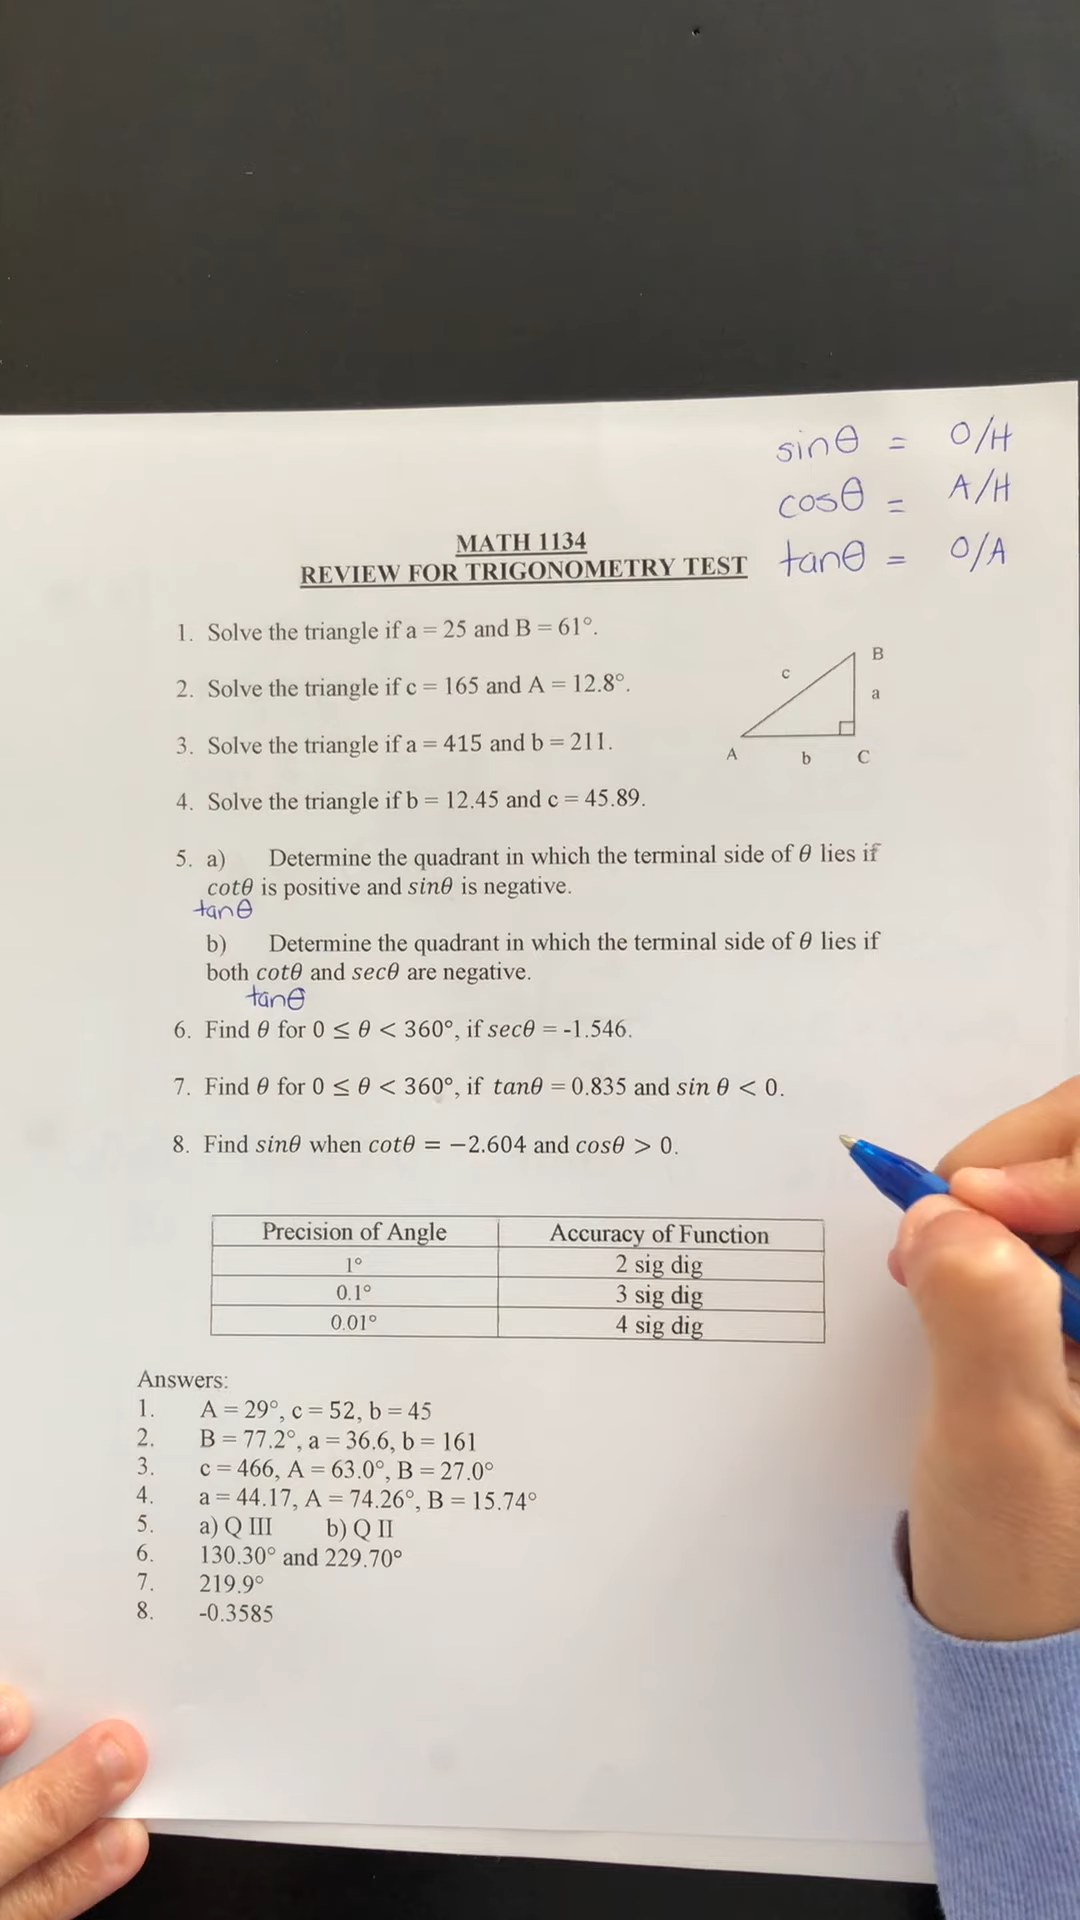 sinθ = O/H
cosθ = A/H
tanθ = O/A
MATH 1134
REVIEW FOR TRIGONOMETRY TEST
1. Solve the triangle if a = 25 and B = 61°.
2. Solve the triangle if c = 165 and A = 12.8°.
3. Solve the triangle if a = 415 and b = 211.
4. Solve the triangle if b = 12.45 and c = 45.89.
B
c
a
A
b
C
5. a) Determine the quadrant in which the terminal side of θ lies if
cotθ is positive and sinθ is negative.
tanθ
b) Determine the quadrant in which the terminal side of θ lies if
both cotθ and secθ are negative.
tanθ
6. Find θ for 0 ≤ θ < 360°, if secθ = -1.546.
7. Find θ for 0 ≤ θ < 360°, if tanθ = 0.835 and sin θ < 0.
8. Find sinθ when cotθ = −2.604 and cosθ > 0.
Precision of Angle Accuracy of Function
1° 2 sig dig
0.1° 3 sig dig
0.01° 4 sig dig
Answers:
1. A = 29°, c = 52, b = 45
2. B = 77.2°, a = 36.6, b = 161
3. c = 466, A = 63.0°, B = 27.0°
4. a = 44.17, A = 74.26°, B = 15.74°
5. a) Q III b) Q II
6. 130.30° and 229.70°
7. 219.9°
8. -0.3585